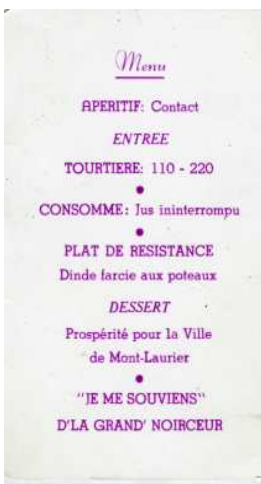 Menu
APERITIF: Contact
ENTREE
TOURTIERE: 110 - 220
•
CONSOMME: Jus ininterrompu
•
PLAT DE RESISTANCE
Dinde farcie aux poteaux
DESSERT
Prospérité pour la Ville
de Mont-Laurier
•
"JE ME SOUVIENS"
D'LA GRAND' NOIRCEUR